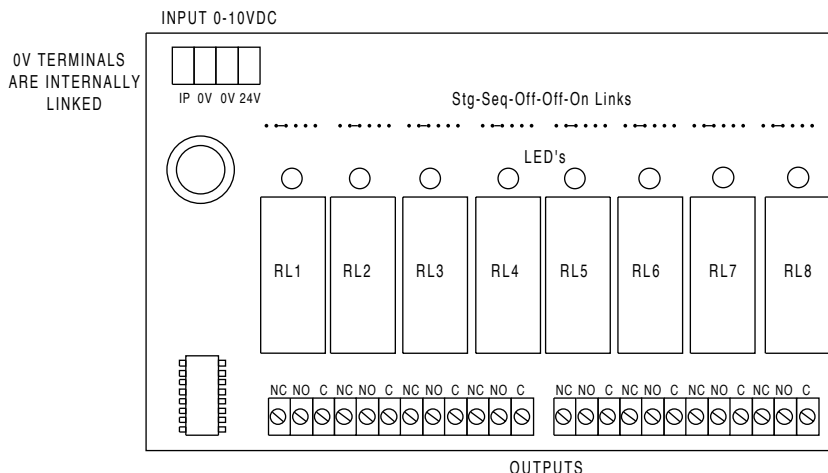 INPUT 0-10VDC
0V TERMINALS
ARE INTERNALLY
LINKED
IP 0V 0V 24V
Stg-Seq-Off-Off-On Links
LED's
RL1 RL2 RL3 RL4 RL5 RL6 RL7 RL8
NC NO C NC NO C NC NO C NC NO C NC NO C NC NO C NC NO C NC NO C
OUTPUTS